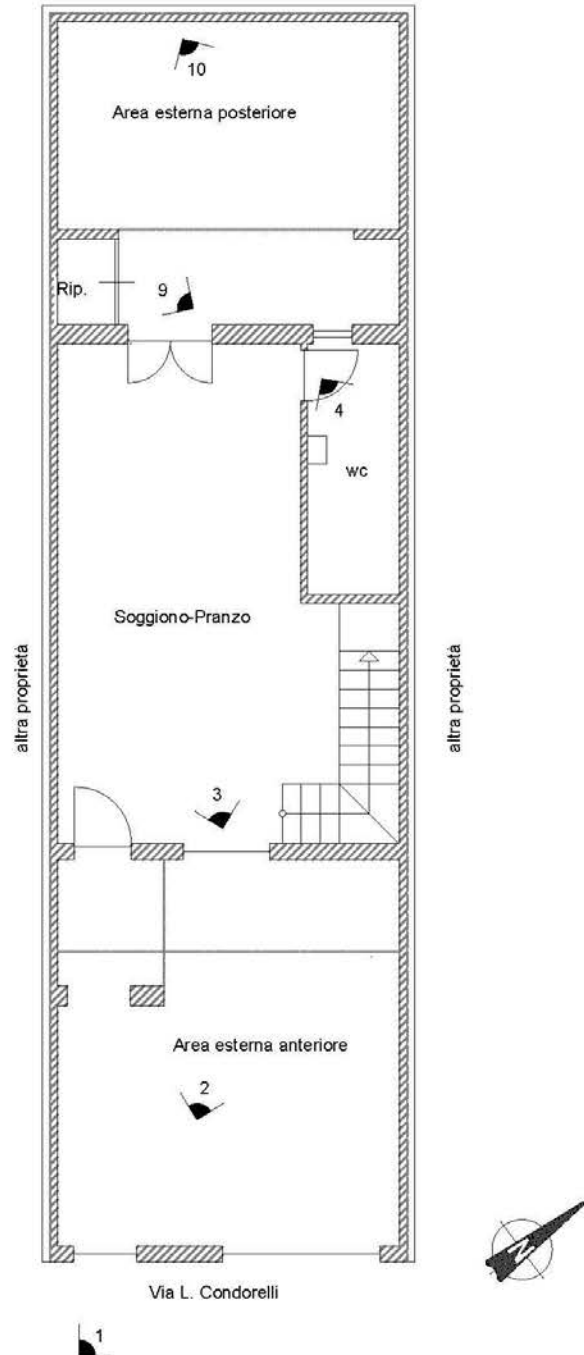 10
Area esterna posteriore
Rip.
9
4
wc
Soggiono-Pranzo
altra proprietà
altra proprietà
3
Area esterna anteriore
2
N
Via L. Condorelli
1